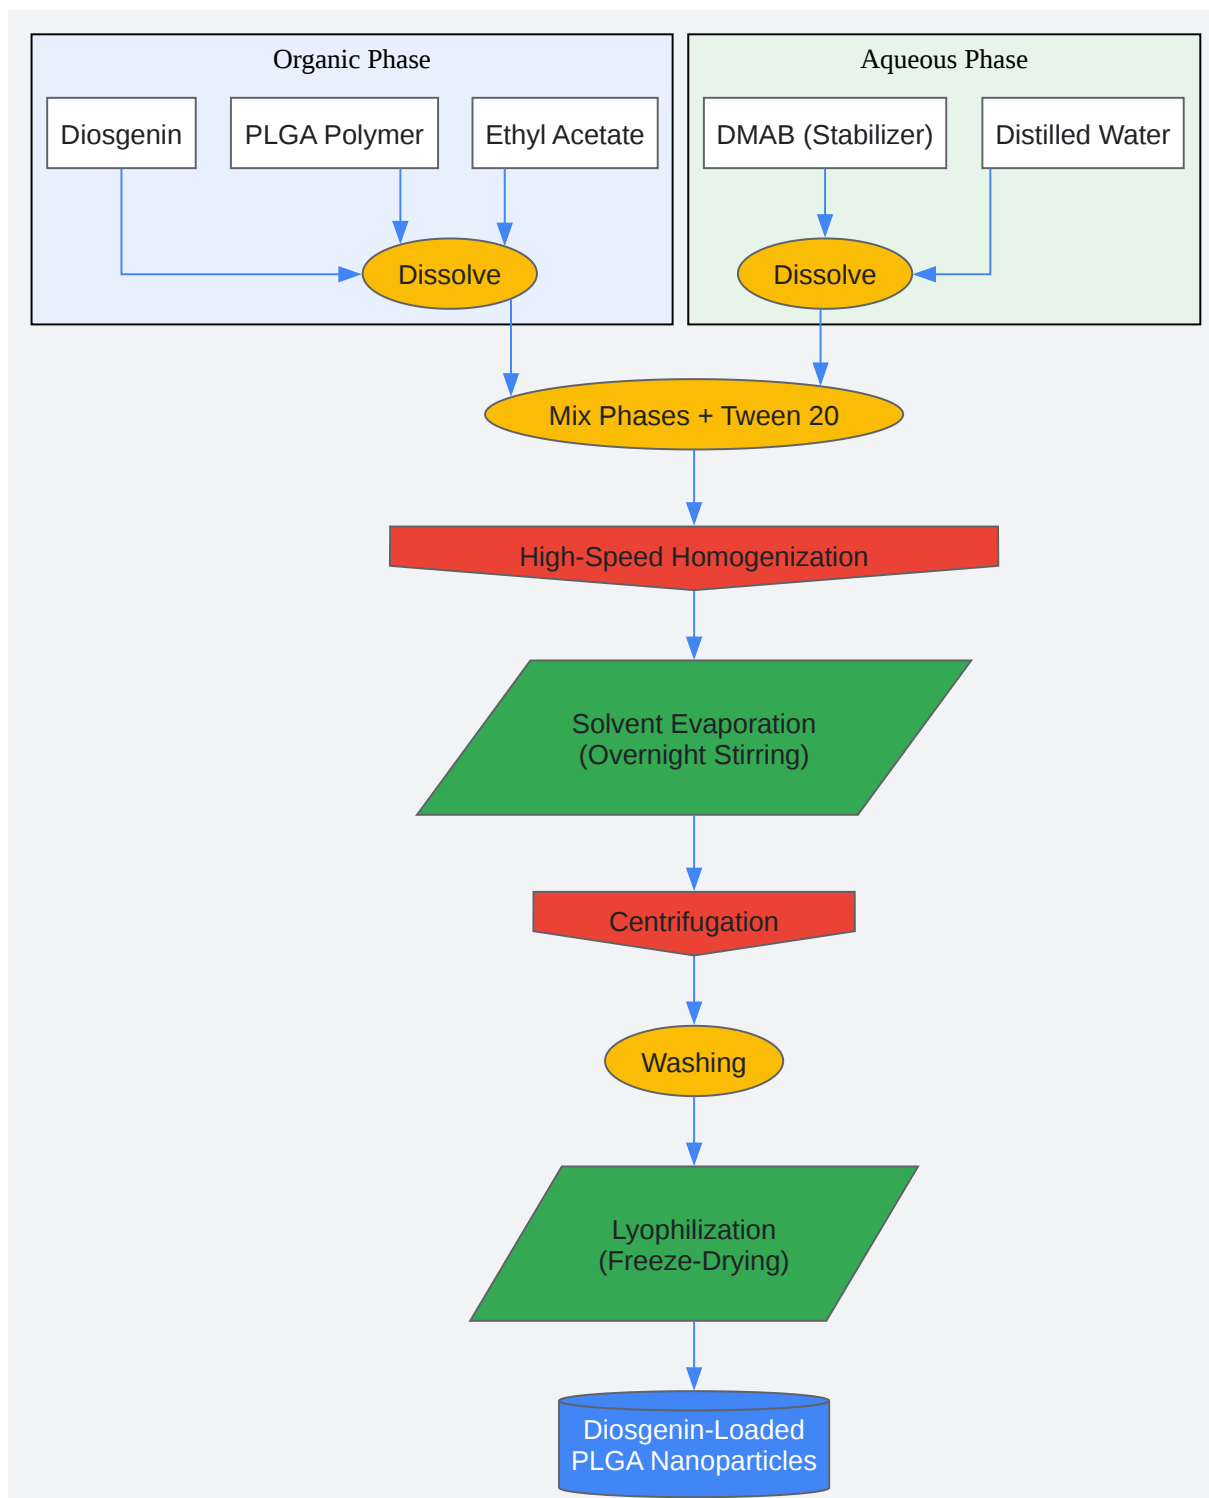 Organic Phase
Aqueous Phase
Diosgenin
PLGA Polymer
Ethyl Acetate
DMAB (Stabilizer)
Distilled Water
Dissolve
Dissolve
Mix Phases + Tween 20
High-Speed Homogenization
Solvent Evaporation
(Overnight Stirring)
Centrifugation
Washing
Lyophilization
(Freeze-Drying)
Diosgenin-Loaded
PLGA Nanoparticles